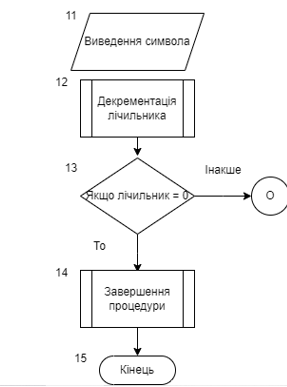 11
Виведення символа
12
Декрементація
лічильника
13
Якщо лічильник = 0
Інакше
О
То
14
Завершення
процедури
15
Кінець